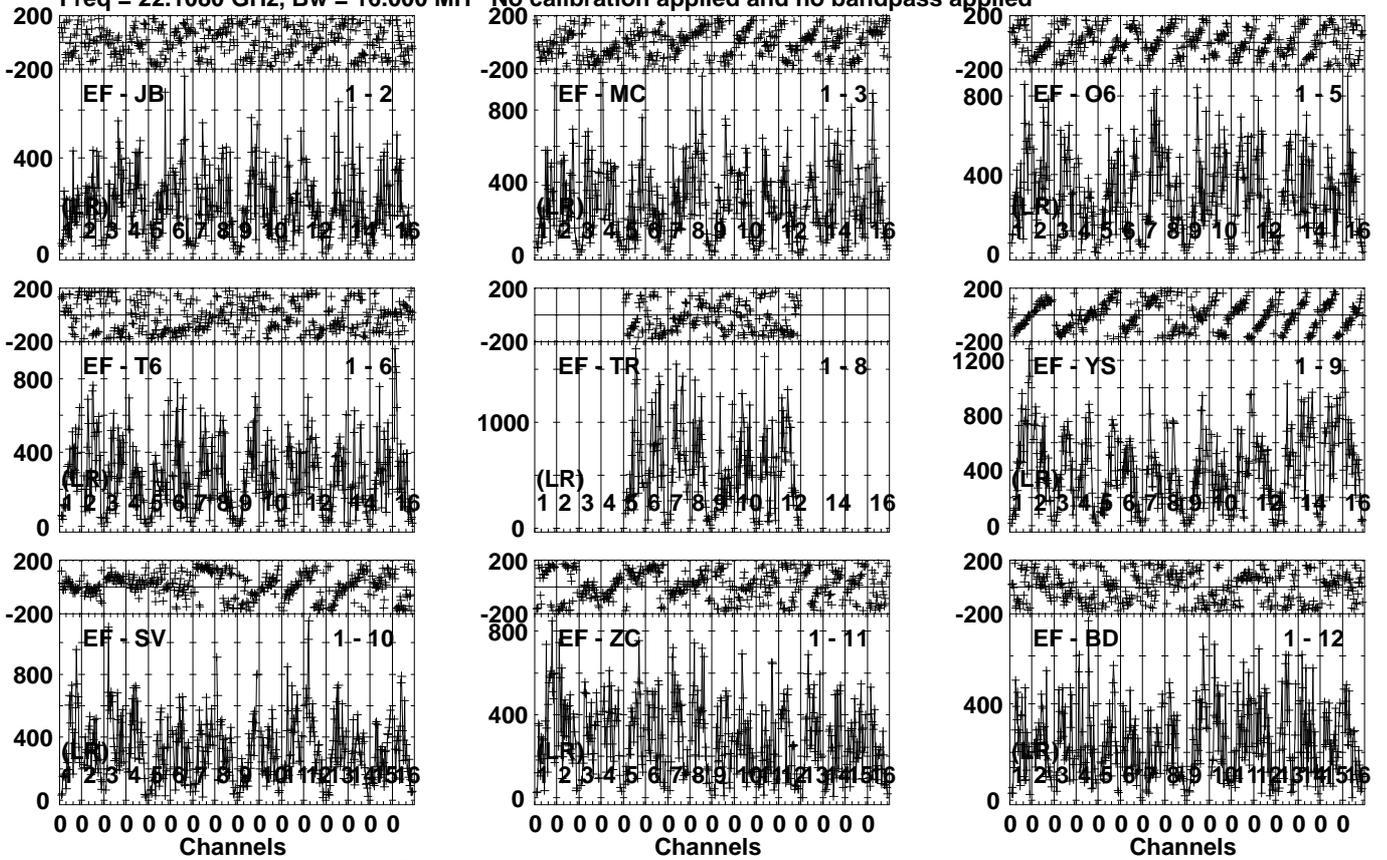 Freq = 22.1080 GHz, Bw = 16.000 MH No calibration applied and no bandpass applied
200
-200
EF - JB 1 - 2
400
(LR)
1 2 3 4 5 6 7 8 9 10 12 14 16
0
200
-200
EF - MC 1 - 3
800
400
(LR)
1 2 3 4 5 6 7 8 9 10 12 14 16
0
200
-200
EF - O6 1 - 5
800
400
(LR)
1 2 3 4 5 6 7 8 9 10 12 14 16
0
200
-200
EF - T6 1 - 6
800
400
(LR)
1 2 3 4 5 6 7 8 9 10 12 14 16
0
200
-200
EF - TR 1 - 8
1000
(LR)
1 2 3 4 5 6 7 8 9 10 12 14 16
0
200
-200
1200
EF - YS 1 - 9
800
400
(LR)
1 2 3 4 5 6 7 8 9 10 12 14 16
0
200
-200
EF - SV 1 - 10
800
400
(LR)
1 2 3 4 5 6 7 8 9 10 11 12 13 14 15 16
0
0 0 0 0 0 0 0 0 0 0 0 0 0 0 0 0
Channels
200
-200
800
EF - ZC 1 - 11
400
(LR)
1 2 3 4 5 6 7 8 9 10 11 12 13 14 15 16
0
0 0 0 0 0 0 0 0 0 0 0 0 0 0 0 0
Channels
200
-200
EF - BD 1 - 12
400
(LR)
1 2 3 4 5 6 7 8 9 10 11 12 13 14 15 16
0
0 0 0 0 0 0 0 0 0 0 0 0 0 0 0 0
Channels